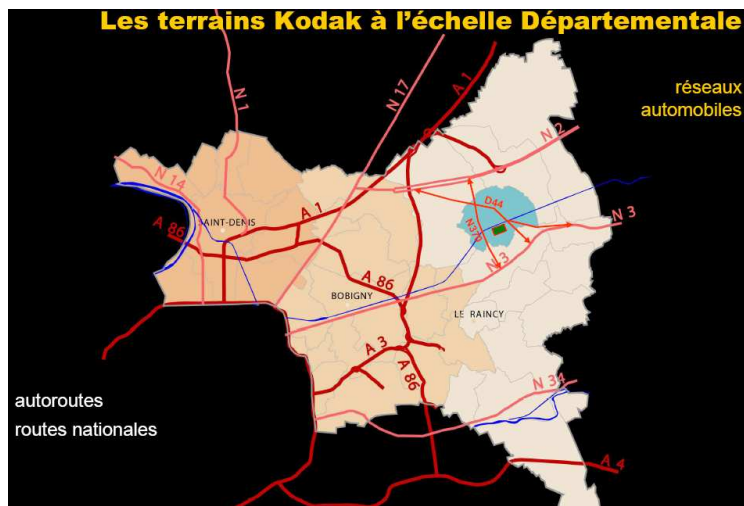 Les terrains Kodak à l'échelle Départementale
réseaux
automobiles
N 1
N 17
A 1
N 2
N 14
D44
SAINT-DENIS
A 1
N370
N 3
A 86
N 3
A 86
BOBIGNY
LE RAINCY
A 3
A 86
N 34
autoroutes
routes nationales
A 4